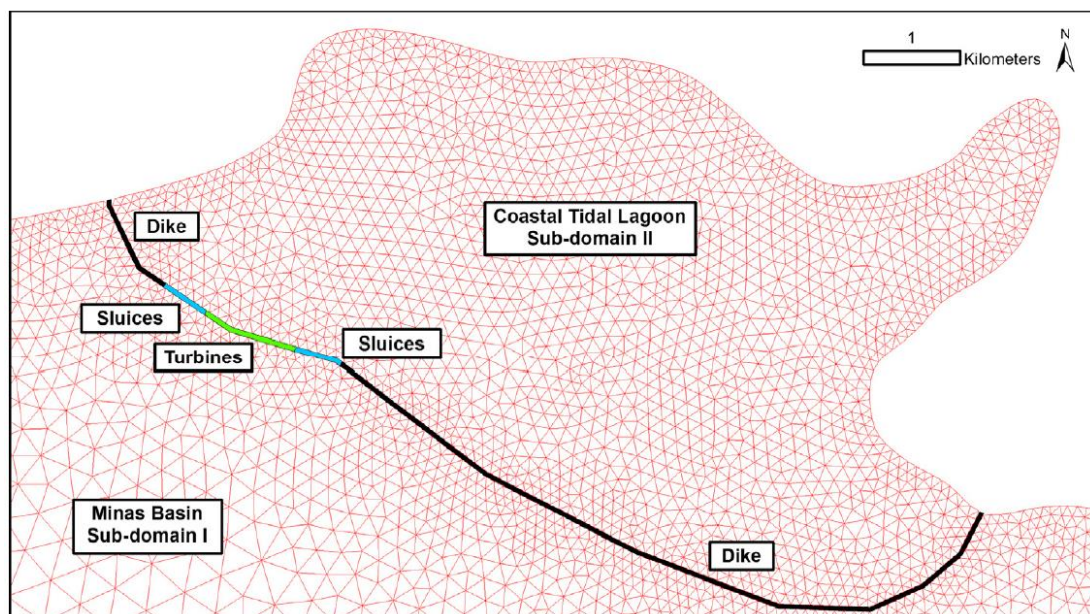 1
Kilometers
N
Coastal Tidal Lagoon
Sub-domain II
Dike
Sluices
Turbines
Sluices
Minas Basin
Sub-domain I
Dike